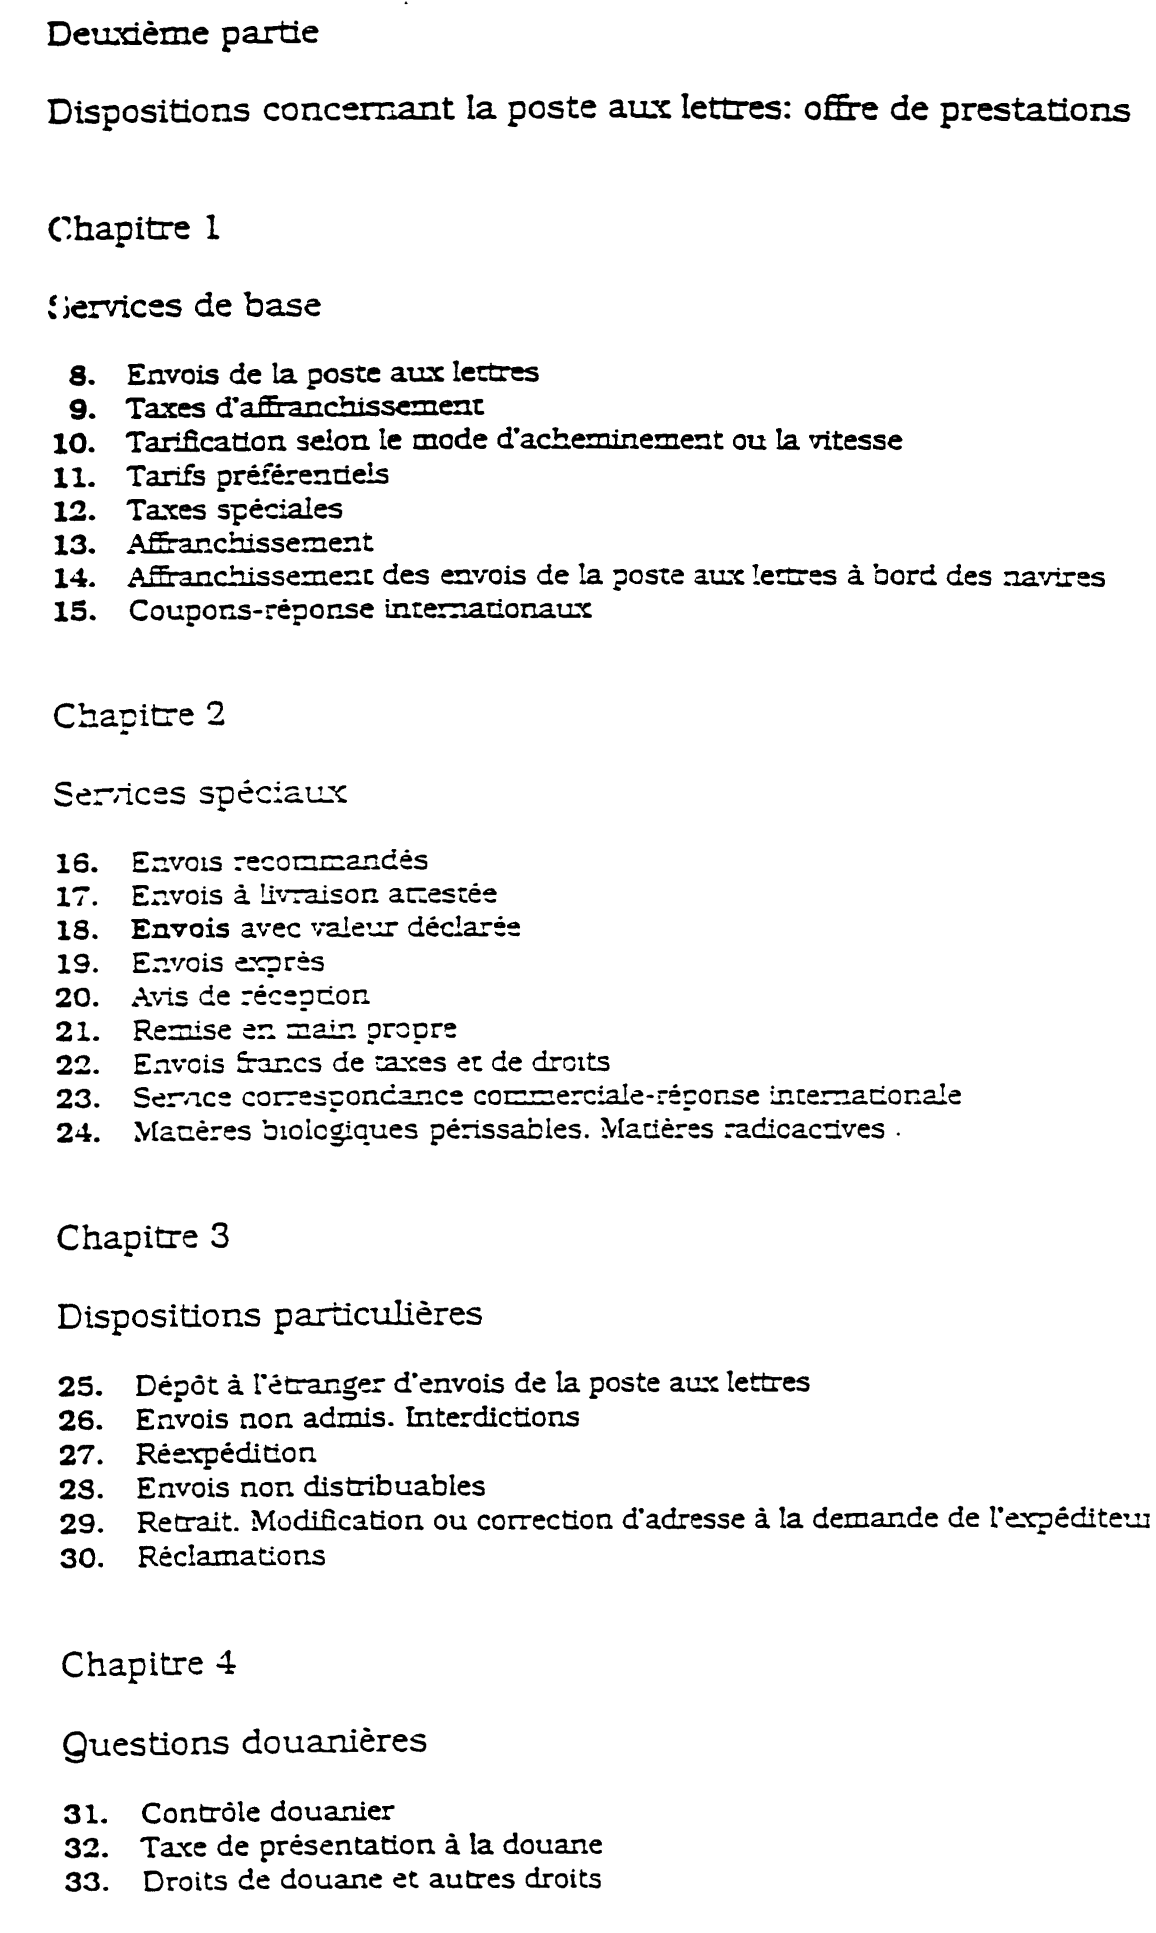 Deuxième partie
Dispositions concernant la poste aux lettres: offre de prestations
Chapitre 1
Services de base
8. Envois de la poste aux lettres
9. Taxes d'affranchissement
10. Tarification selon le mode d'acheminement ou la vitesse
11. Tarifs préférentiels
12. Taxes spéciales
13. Affranchissement
14. Affranchissement des envois de la poste aux lettres à bord des navires
15. Coupons-réponse internationaux
Chapitre 2
Services spéciaux
16. Envois recommandés
17. Envois à livraison attestée
18. Envois avec valeur déclarée
19. Envois exprès
20. Avis de réception
21. Remise en main propre
22. Envois francs de taxes et de droits
23. Service correspondance commerciale-réponse internationale
24. Matières biologiques périssables. Matières radioactives
Chapitre 3
Dispositions particulières
25. Dépôt à l'étranger d'envois de la poste aux lettres
26. Envois non admis. Interdictions
27. Réexpédition
28. Envois non distribuables
29. Retrait. Modification ou correction d'adresse à la demande de l'expéditeur
30. Réclamations
Chapitre 4
Questions douanières
31. Contrôle douanier
32. Taxe de présentation à la douane
33. Droits de douane et autres droits